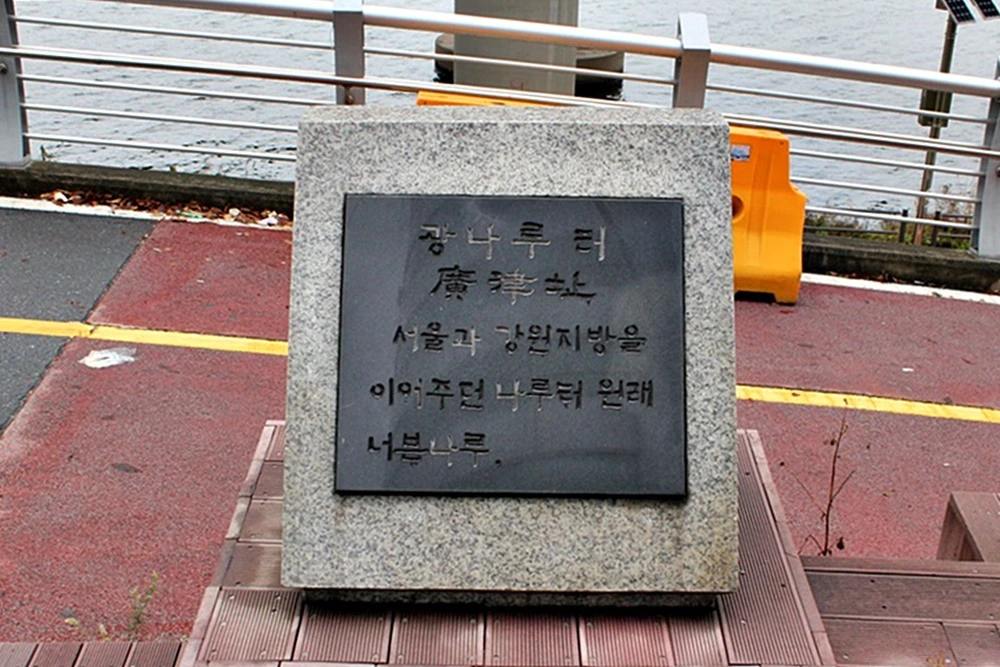 광나루 터
廣津址
서울과 강원지방을
이어주던 나루터 원래
너븐나루.